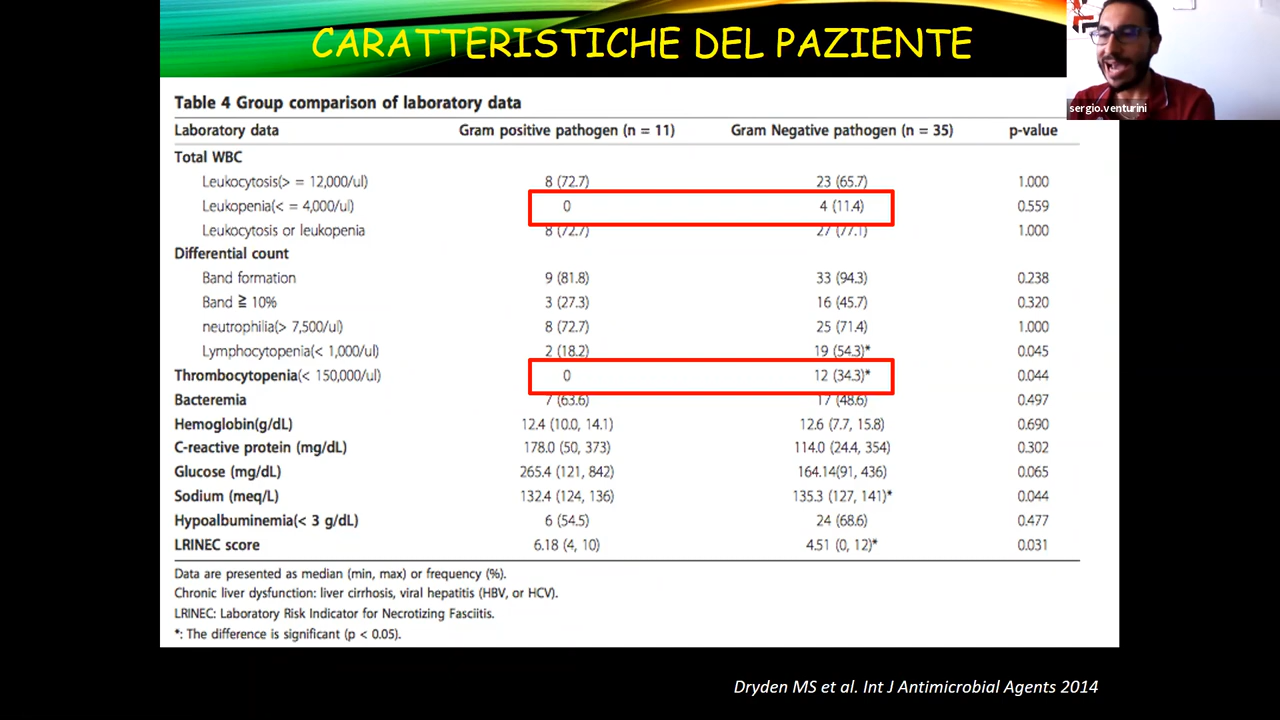 CARATTERISTICHE DEL PAZIENTE
sergio.venturini
Table 4 Group comparison of laboratory data
Laboratory data Gram positive pathogen (n = 11) Gram Negative pathogen (n = 35) p-value
Total WBC
Leukocytosis(> = 12,000/ul) 8 (72.7) 23 (65.7) 1.000
Leukopenia(< = 4,000/ul) 0 4 (11.4) 0.559
Leukocytosis or leukopenia 8 (72.7) 27 (77.1) 1.000
Differential count
Band formation 9 (81.8) 33 (94.3) 0.238
Band ≧ 10% 3 (27.3) 16 (45.7) 0.320
neutrophilia(> 7,500/ul) 8 (72.7) 25 (71.4) 1.000
Lymphocytopenia(< 1,000/ul) 2 (18.2) 19 (54.3)* 0.045
Thrombocytopenia(< 150,000/ul) 0 12 (34.3)* 0.044
Bacteremia 7 (63.6) 17 (48.6) 0.497
Hemoglobin(g/dL) 12.4 (10.0, 14.1) 12.6 (7.7, 15.8) 0.690
C-reactive protein (mg/dL) 178.0 (50, 373) 114.0 (24.4, 354) 0.302
Glucose (mg/dL) 265.4 (121, 842) 164.14(91, 436) 0.065
Sodium (meq/L) 132.4 (124, 136) 135.3 (127, 141)* 0.044
Hypoalbuminemia(< 3 g/dL) 6 (54.5) 24 (68.6) 0.477
LRINEC score 6.18 (4, 10) 4.51 (0, 12)* 0.031
Data are presented as median (min, max) or frequency (%).
Chronic liver dysfunction: liver cirrhosis, viral hepatitis (HBV, or HCV).
LRINEC: Laboratory Risk Indicator for Necrotizing Fasciitis.
*: The difference is significant (p < 0.05).
Dryden MS et al. Int J Antimicrobial Agents 2014